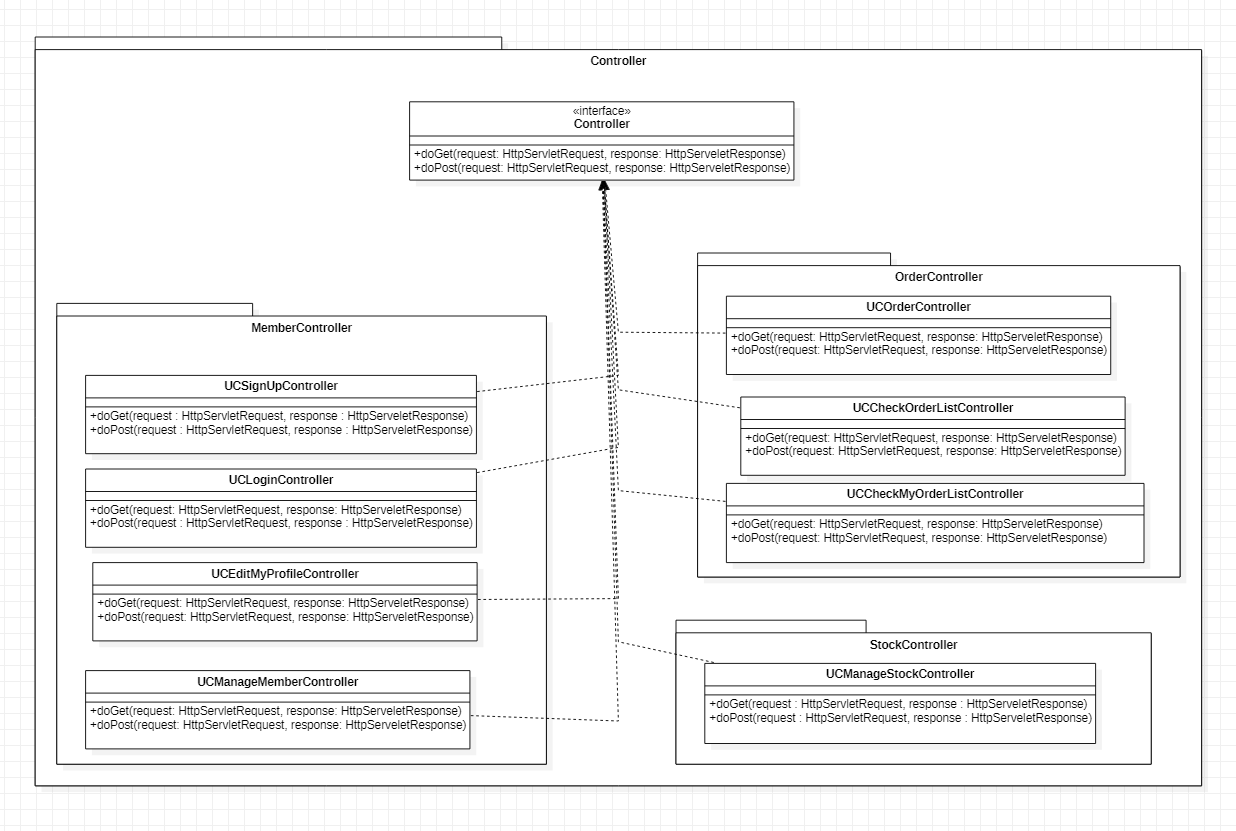 Controller
«interface»
Controller
+doGet(request: HttpServletRequest, response: HttpServeletResponse)
+doPost(request: HttpServletRequest, response: HttpServeletResponse)
MemberController
UCSignUpController
+doGet(request : HttpServletRequest, response : HttpServeletResponse)
+doPost(request : HttpServletRequest, response : HttpServeletResponse)
UCLoginController
+doGet(request: HttpServletRequest, response: HttpServeletResponse)
+doPost(request : HttpServletRequest, response : HttpServeletResponse)
UCEditMyProfileController
+doGet(request: HttpServletRequest, response: HttpServeletResponse)
+doPost(request: HttpServletRequest, response: HttpServeletResponse)
UCManageMemberController
+doGet(request: HttpServletRequest, response: HttpServeletResponse)
+doPost(request: HttpServletRequest, response: HttpServeletResponse)
OrderController
UCOrderController
+doGet(request: HttpServletRequest, response: HttpServeletResponse)
+doPost(request: HttpServletRequest, response: HttpServeletResponse)
UCCheckOrderListController
+doGet(request: HttpServletRequest, response: HttpServeletResponse)
+doPost(request: HttpServletRequest, response: HttpServeletResponse)
UCCheckMyOrderListController
+doGet(request: HttpServletRequest, response: HttpServeletResponse)
+doPost(request: HttpServletRequest, response: HttpServeletResponse)
StockController
UCManageStockController
+doGet(request : HttpServletRequest, response : HttpServeletResponse)
+doPost(request : HttpServletRequest, response : HttpServeletResponse)